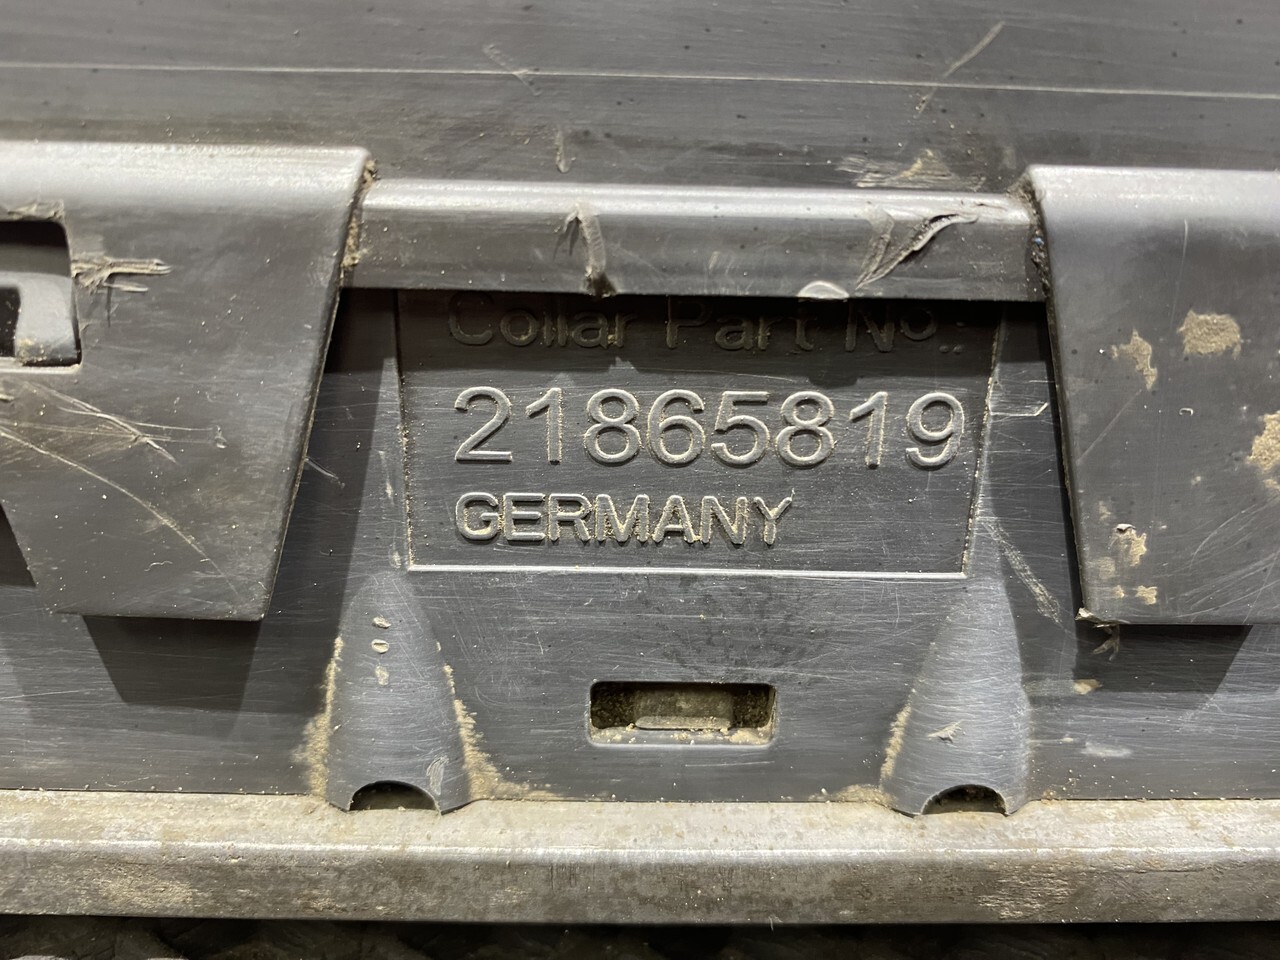 Collar Part No.:
21865819
GERMANY